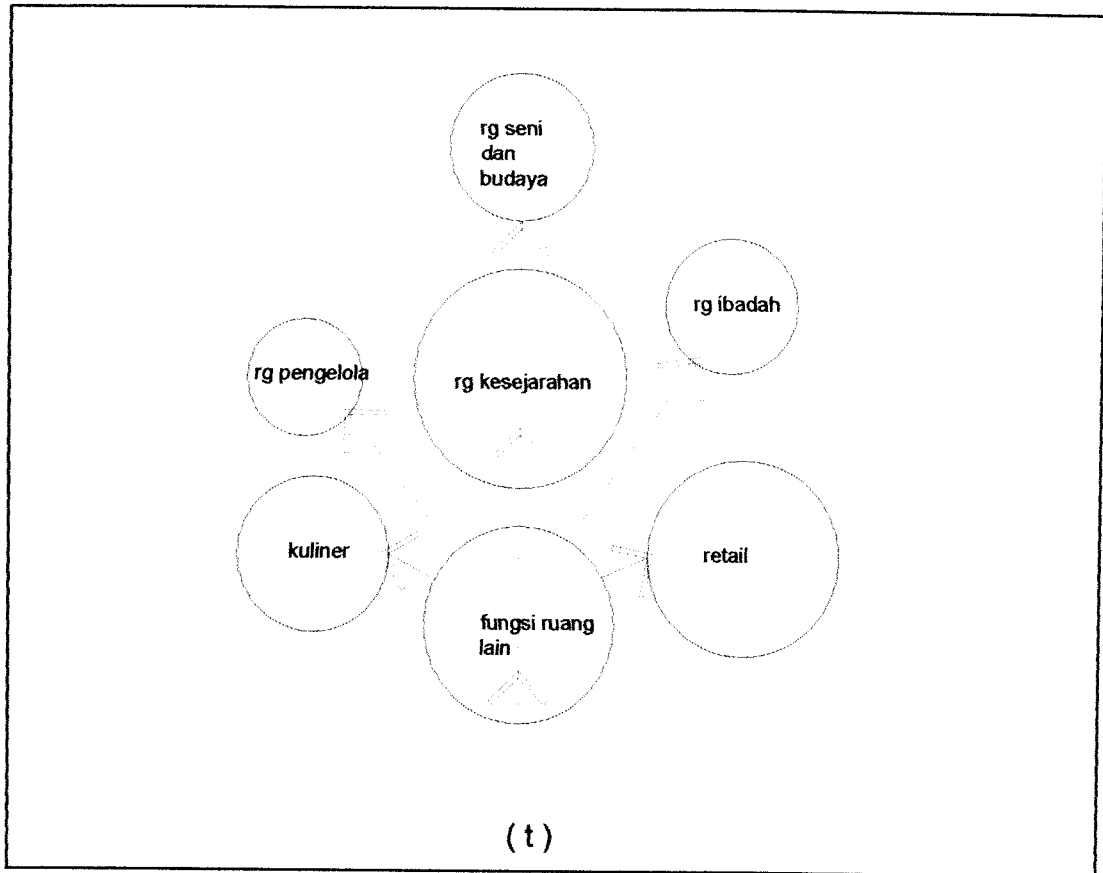 rg seni
dan
budaya
rg ibadah
rg pengelola
rg kesejarahan
kuliner
retail
fungsi ruang
lain
( t )